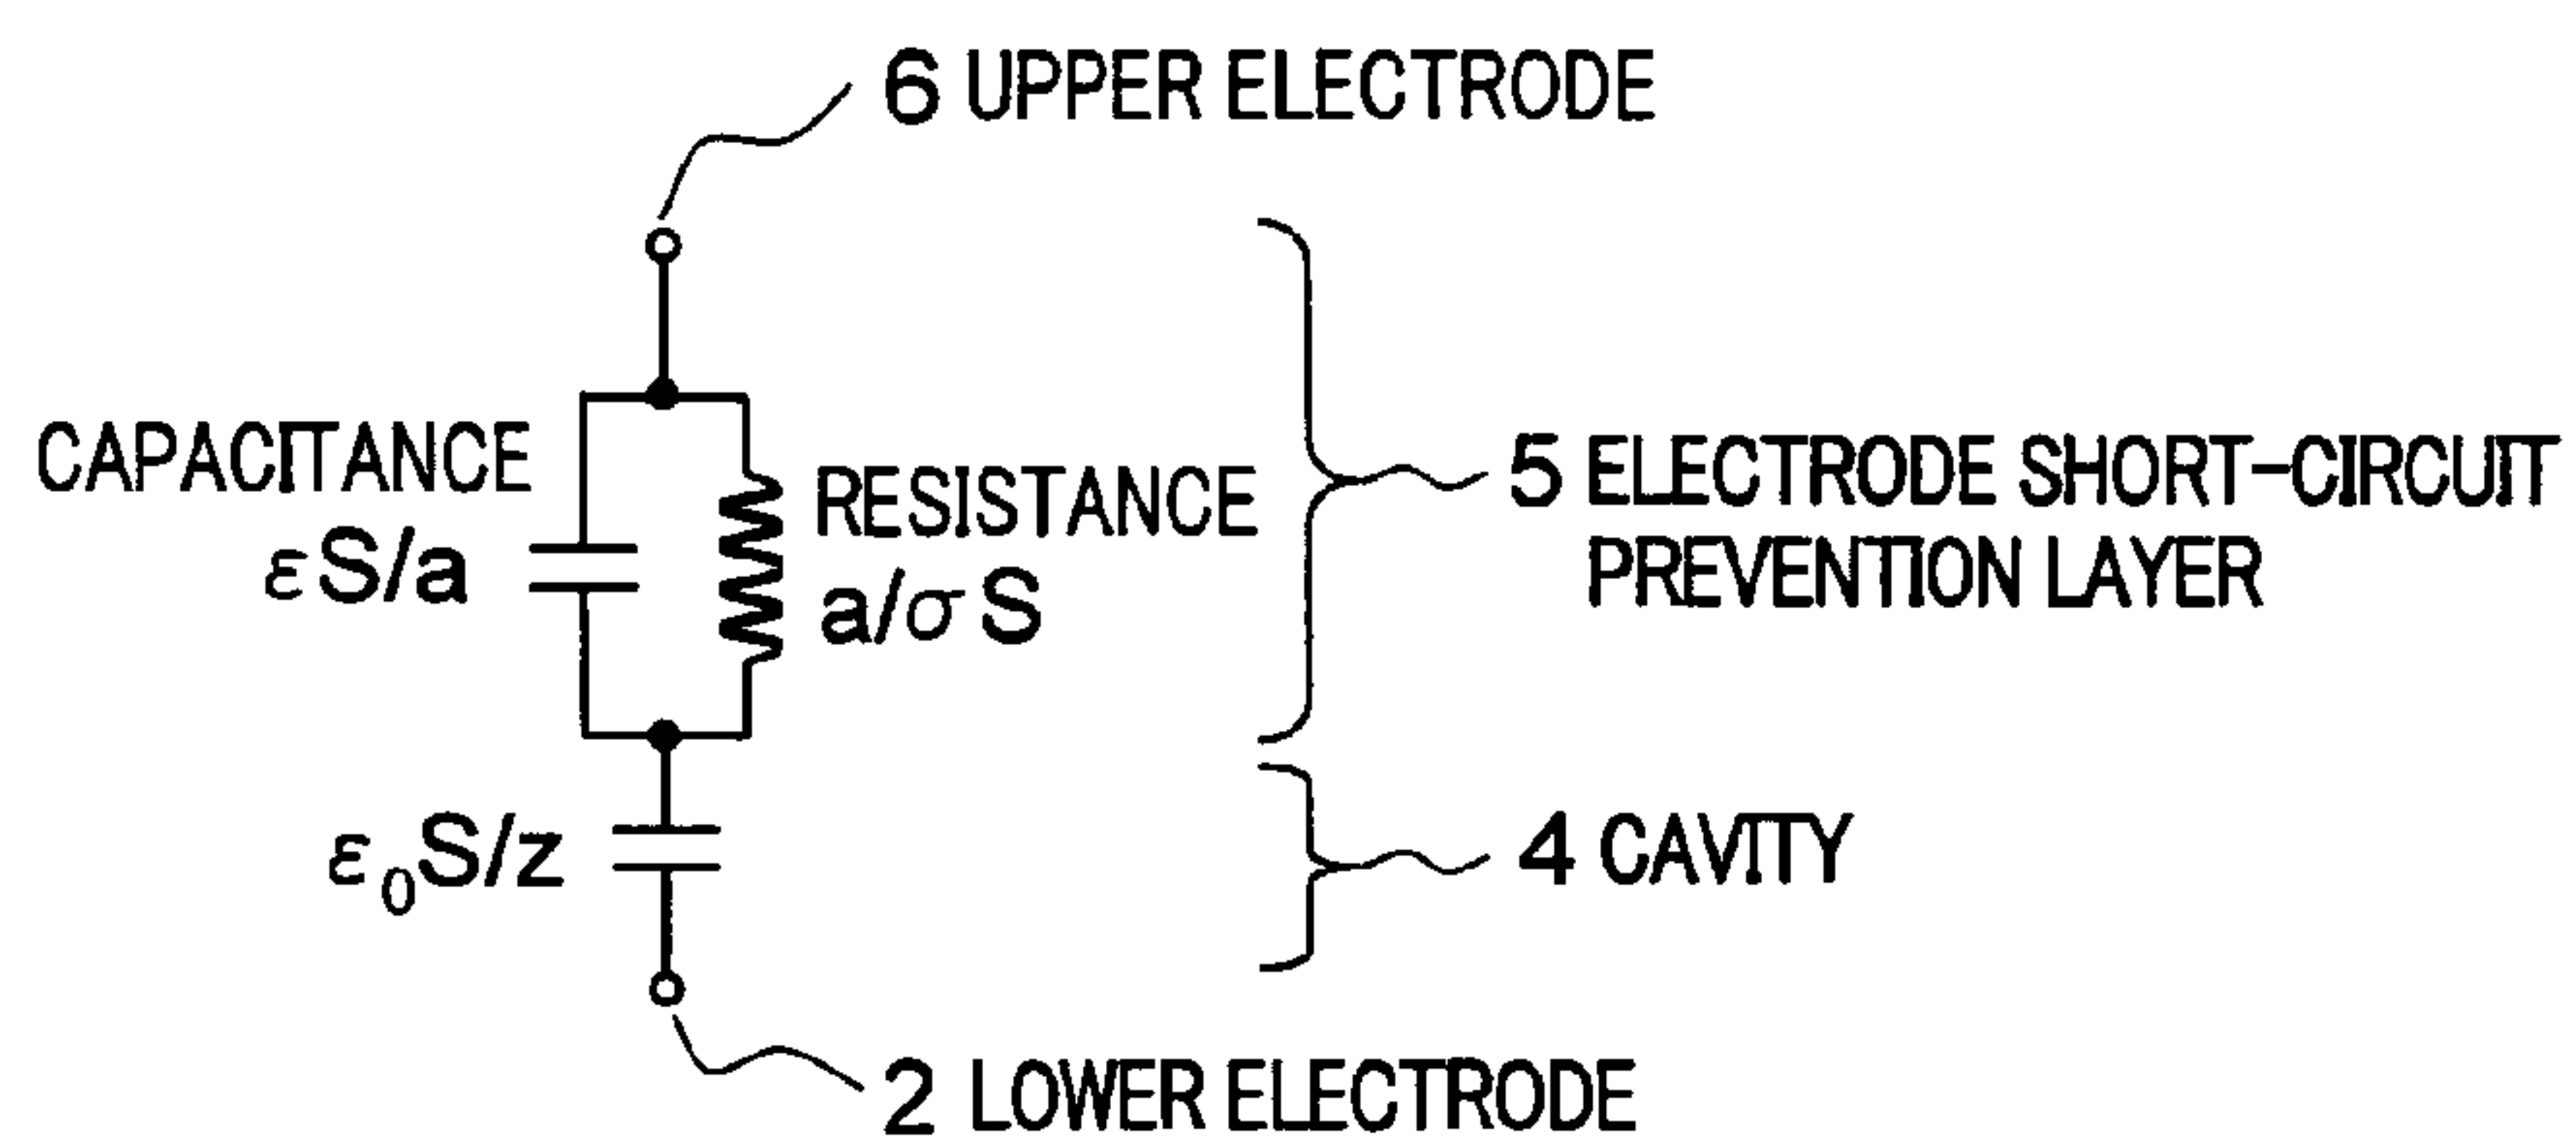 6 UPPER ELECTRODE
CAPACITANCE
εS/a
RESISTANCE
a/σS
5 ELECTRODE SHORT-CIRCUIT
PREVENTION LAYER
ε₀S/z
4 CAVITY
2 LOWER ELECTRODE